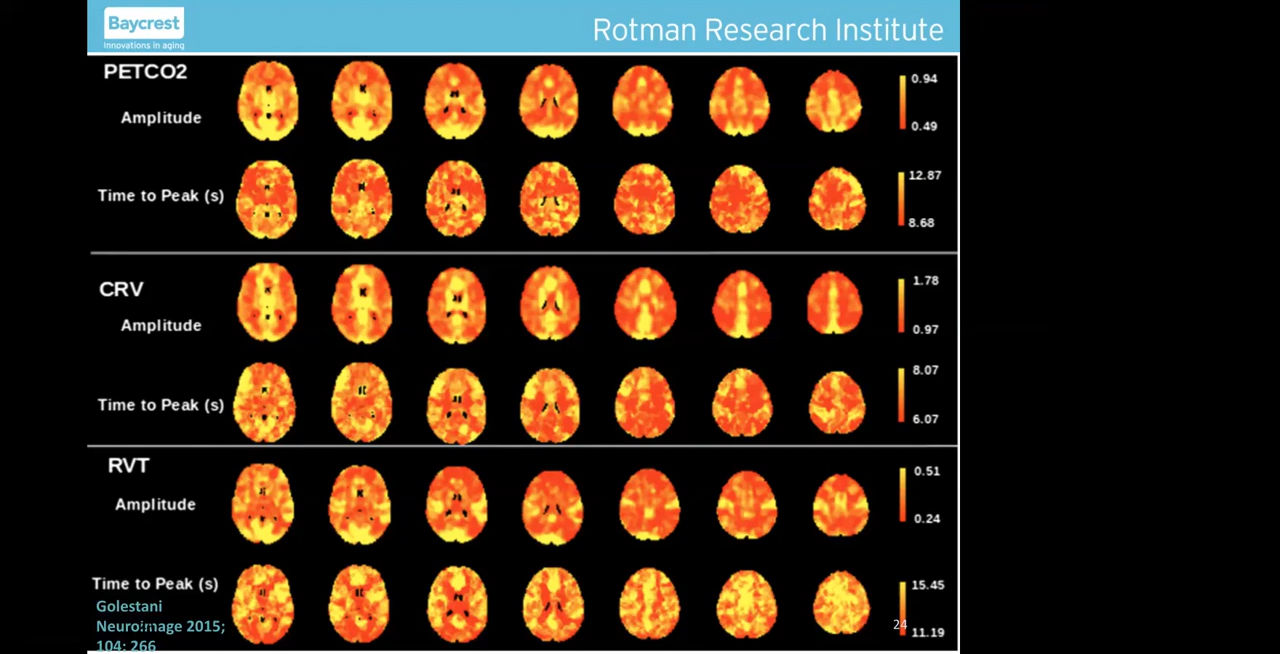 Baycrest
Innovations in aging
Rotman Research Institute
PETCO2
Amplitude
0.94
0.49
Time to Peak (s)
12.87
8.68
CRV
Amplitude
1.78
0.97
Time to Peak (s)
8.07
6.07
RVT
Amplitude
0.51
0.24
Time to Peak (s)
15.45
11.19
Golestani
NeuroImage 2015;
104: 266
24